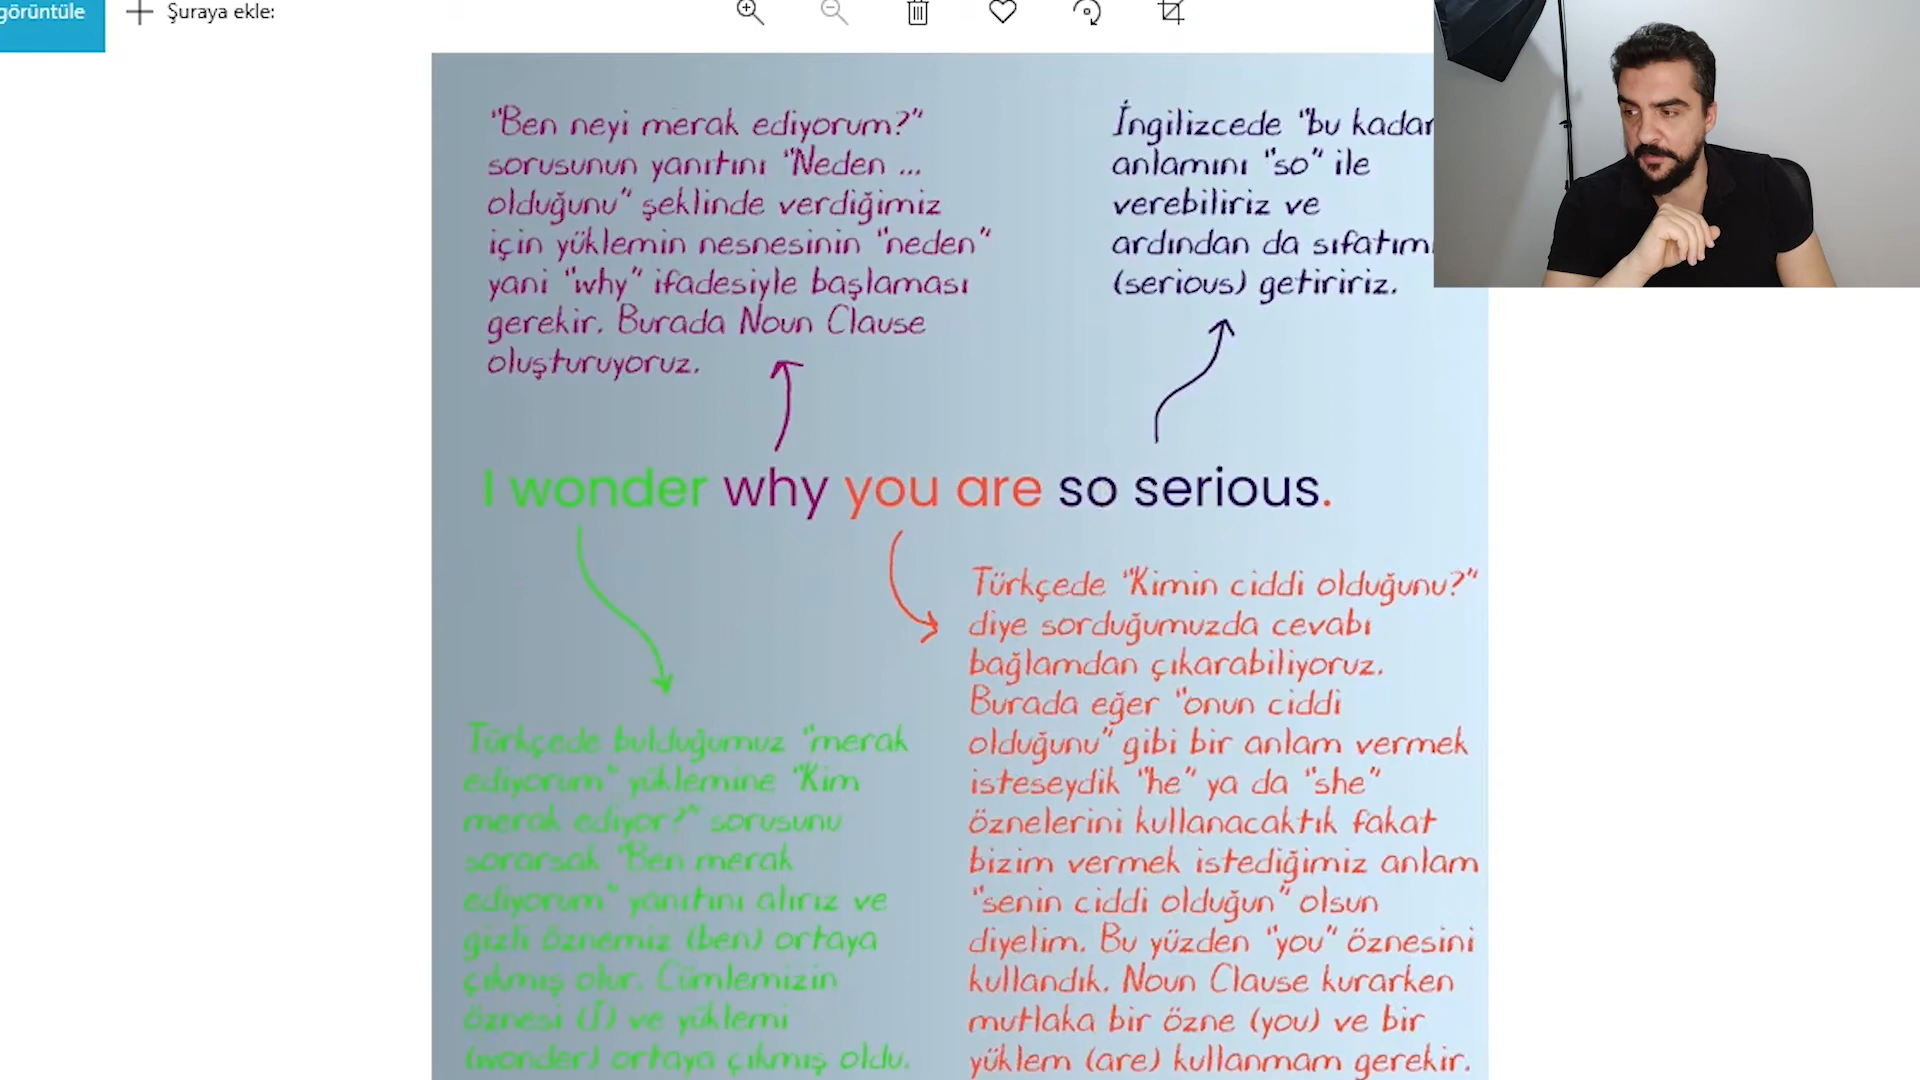 görüntüle
Şuraya ekle:
"Ben neyi merak ediyorum?"
sorusunun yanıtını "Neden ...
olduğunu" şeklinde verdiğimiz
için yüklemin nesnesinin "neden"
yani "why" ifadesiyle başlaması
gerekir. Burada Noun Clause
oluşturuyoruz.
İngilizcede "bu kadar
anlamını "so" ile
verebiliriz ve
ardından da sıfatım
(serious) getiririz.
I wonder why you are so serious.
Türkçede bulduğumuz "merak
ediyorum" yüklemine "Kim
merak ediyor?" sorusunu
sorarsak "Ben merak
ediyorum" yanıtını alırız ve
gizli öznemiz (ben) ortaya
çıkmış olur. Cümlemizin
öznesi (I) ve yüklemi
(wonder) ortaya çıkmış oldu.
Türkçede "Kimin ciddi olduğunu?"
diye sorduğumuzda cevabı
bağlamdan çıkarabiliyoruz.
Burada eğer "onun ciddi
olduğunu" gibi bir anlam vermek
isteseydik "he" ya da "she"
öznelerini kullanacaktık fakat
bizim vermek istediğimiz anlam
"senin ciddi olduğun" olsun
diyelim. Bu yüzden "you" öznesini
kullandık. Noun Clause kurarken
mutlaka bir özne (you) ve bir
yüklem (are) kullanmam gerekir.